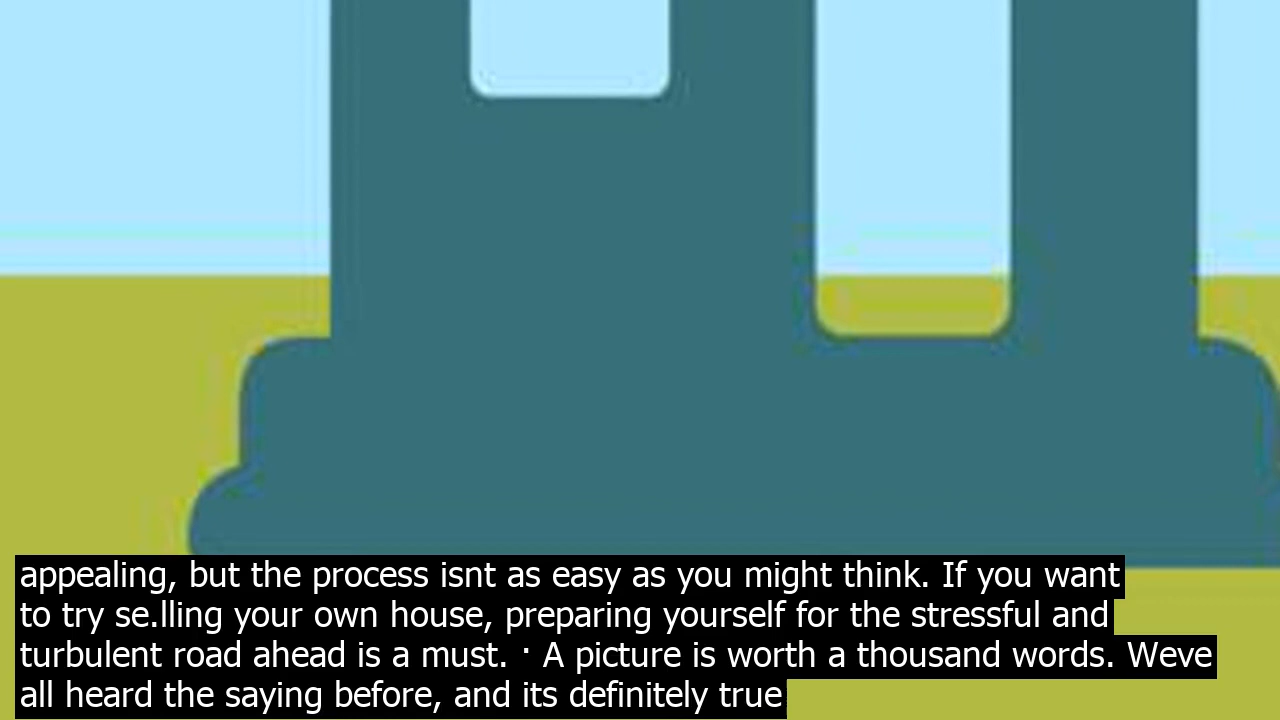 appealing, but the process isnt as easy as you might think. If you want
to try se.lling your own house, preparing yourself for the stressful and
turbulent road ahead is a must. · A picture is worth a thousand words. Weve
all heard the saying before, and its definitely true